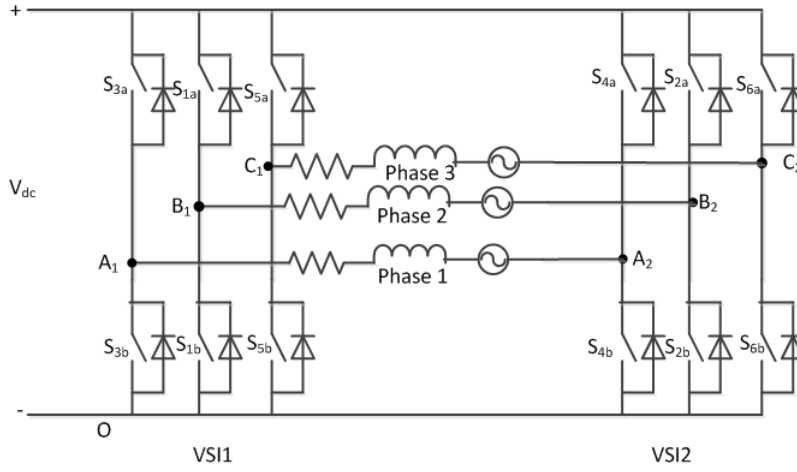 +
S3a
S1a
S5a
S4a
S2a
S6a
C1
Phase 3
Vdc
B1
Phase 2
B2
A1
Phase 1
A2
S3b
S1b
S5b
S4b
S2b
S6b
-
O
VSI1
VSI2